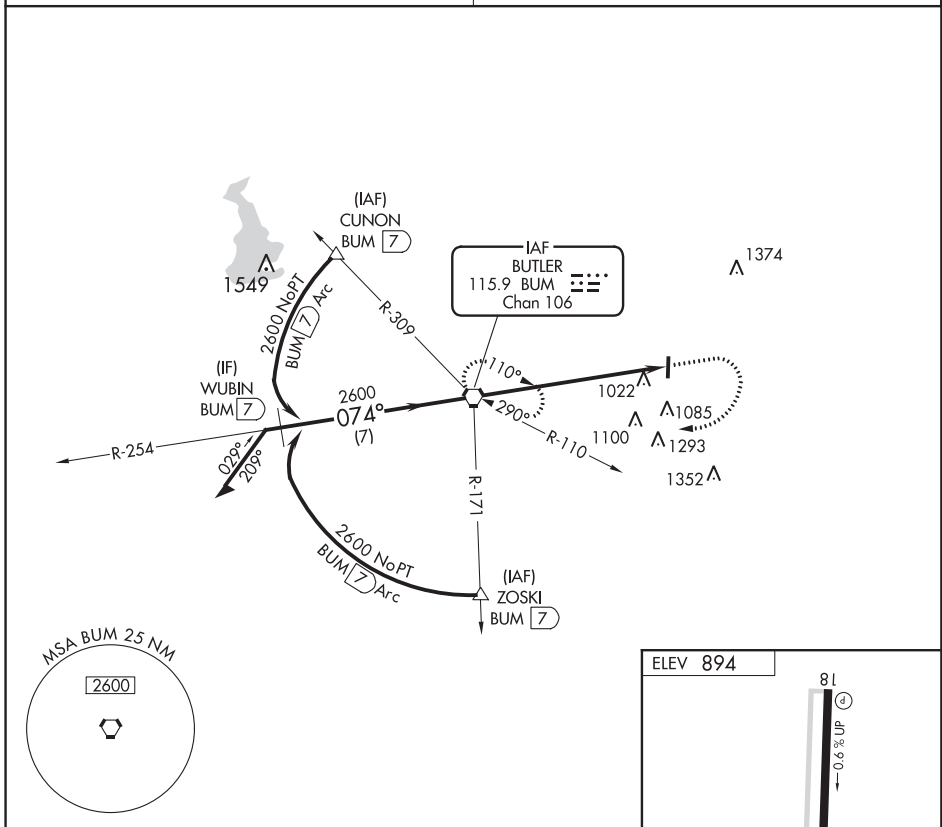 (IAF)
CUNON
BUM 7
1549
2600 NoPT
BUM 7 Arc
R-309
IAF
BUTLER
115.9 BUM
Chan 106
1374
(IF)
WUBIN
BUM 7
2600
074°
(7)
110°
290°
R-110
1022
1085
1100
1293
1352
R-254
029°
209°
R-171
2600 NoPT
BUM 7 Arc
(IAF)
ZOSKI
BUM 7
MSA BUM 25 NM
2600
ELEV 894
18
P
0.6 % UP